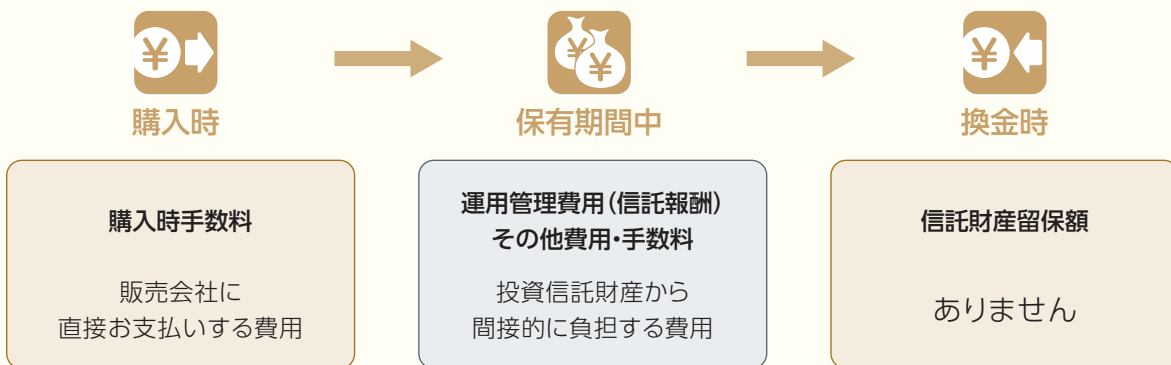 購入時
保有期間中
換金時
購入時手数料
販売会社に
直接お支払いする費用
運用管理費用(信託報酬)
その他費用・手数料
投資信託財産から
間接的に負担する費用
信託財産留保額
ありません